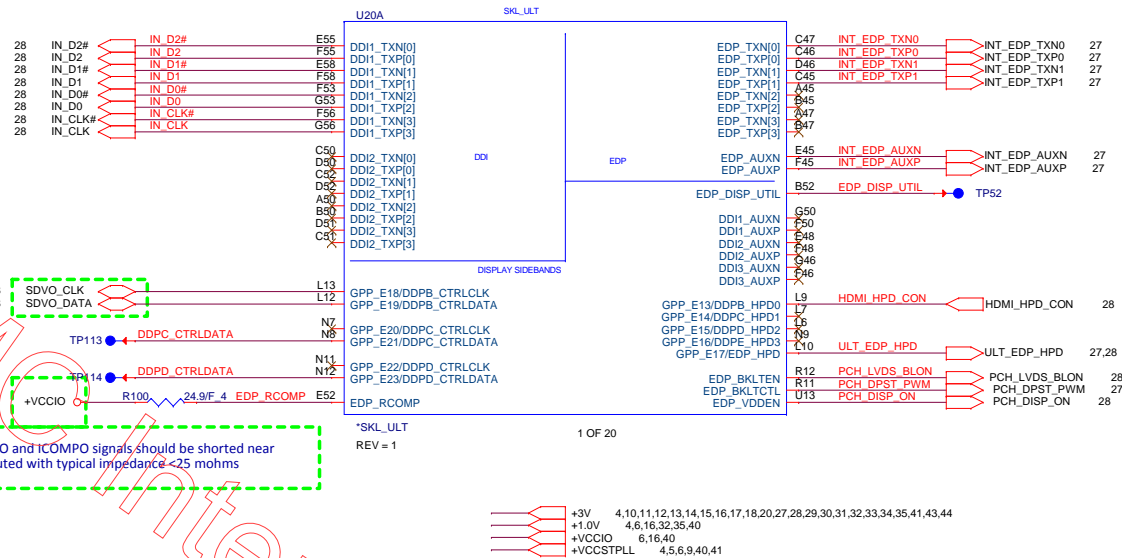 U20A SKL_ULT
28 IN_D2# IN_D2# E55 DDI1_TXN[0] EDP_TXN[0] C47 INT_EDP_TXN0 INT_EDP_TXN0 27
28 IN_D2 IN_D2 F55 DDI1_TXP[0] EDP_TXP[0] C46 INT_EDP_TXP0 INT_EDP_TXP0 27
28 IN_D1# IN_D1# E58 DDI1_TXN[1] EDP_TXN[1] D46 INT_EDP_TXN1 INT_EDP_TXN1 27
28 IN_D1 IN_D1 F58 DDI1_TXP[1] EDP_TXP[1] C45 INT_EDP_TXP1 INT_EDP_TXP1 27
28 IN_D0# IN_D0# F53 DDI1_TXN[2] EDP_TXN[2] A45
28 IN_D0 IN_D0 G53 DDI1_TXP[2] EDP_TXP[2] B45
28 IN_CLK# IN_CLK# F56 DDI1_TXN[3] EDP_TXN[3] A47
28 IN_CLK IN_CLK G56 DDI1_TXP[3] EDP_TXP[3] B47
C50 DDI2_TXN[0] DDI EDP EDP_AUXN E45 INT_EDP_AUXN INT_EDP_AUXN 27
D50 DDI2_TXP[0] EDP_AUXP F45 INT_EDP_AUXP INT_EDP_AUXP 27
C52 DDI2_TXN[1]
D52 DDI2_TXP[1] EDP_DISP_UTIL B52 EDP_DISP_UTIL TP52
A50 DDI2_TXN[2]
B50 DDI2_TXP[2] DDI1_AUXN G50
D51 DDI2_TXN[3] DDI1_AUXP F50
C51 DDI2_TXP[3] DDI2_AUXN E48
DDI2_AUXP F48
DDI3_AUXN G46
DISPLAY SIDEBANDS DDI3_AUXP F46
SDVO_CLK L13 GPP_E18/DDPB_CTRLCLK
SDVO_DATA L12 GPP_E19/DDPB_CTRLDATA GPP_E13/DDPB_HPD0 L9 HDMI_HPD_CON HDMI_HPD_CON 28
GPP_E14/DDPC_HPD1 L7
N7 GPP_E20/DDPC_CTRLCLK GPP_E15/DDPD_HPD2 L6
TP113 DDPC_CTRLDATA N8 GPP_E21/DDPC_CTRLDATA GPP_E16/DDPE_HPD3 N9
GPP_E17/EDP_HPD L10 ULT_EDP_HPD ULT_EDP_HPD 27,28
N11 GPP_E22/DDPD_CTRLCLK
TP114 DDPD_CTRLDATA N12 GPP_E23/DDPD_CTRLDATA EDP_BKLTEN R12 PCH_LVDS_BLON PCH_LVDS_BLON 28
EDP_BKLTCTL R11 PCH_DPST_PWM PCH_DPST_PWM 27
+VCCIO R100 24.9/F_4 EDP_RCOMP E52 EDP_RCOMP EDP_VDDEN U13 PCH_DISP_ON PCH_DISP_ON 28
*SKL_ULT
REV = 1 1 OF 20
O and ICOMPO signals should be shorted near
uted with typical impedance <25 mohms
+3V 4,10,11,12,13,14,15,16,17,18,20,27,28,29,30,31,32,33,34,35,41,43,44
+1.0V 4,6,16,32,35,40
+VCCIO 6,16,40
+VCCSTPLL 4,5,6,9,40,41